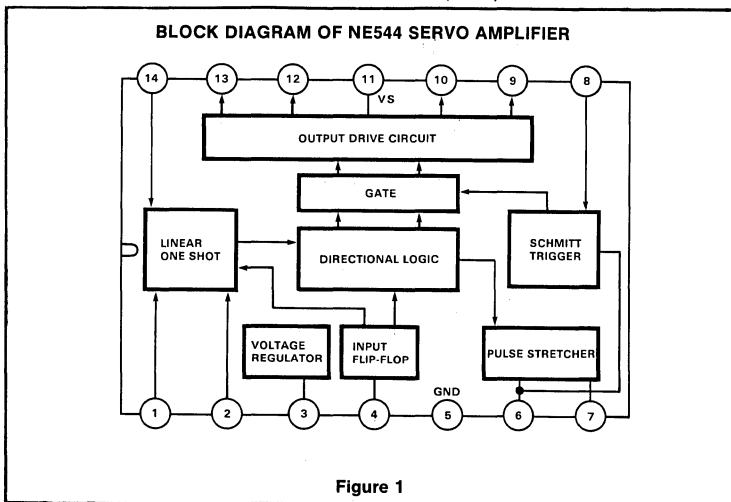 BLOCK DIAGRAM OF NE544 SERVO AMPLIFIER
14 13 12 11 10 9 8
VS
OUTPUT DRIVE CIRCUIT
GATE
LINEAR
ONE SHOT
DIRECTIONAL LOGIC
SCHMITT
TRIGGER
VOLTAGE
REGULATOR
INPUT
FLIP-FLOP
PULSE STRETCHER
GND
1 2 3 4 5 6 7
Figure 1